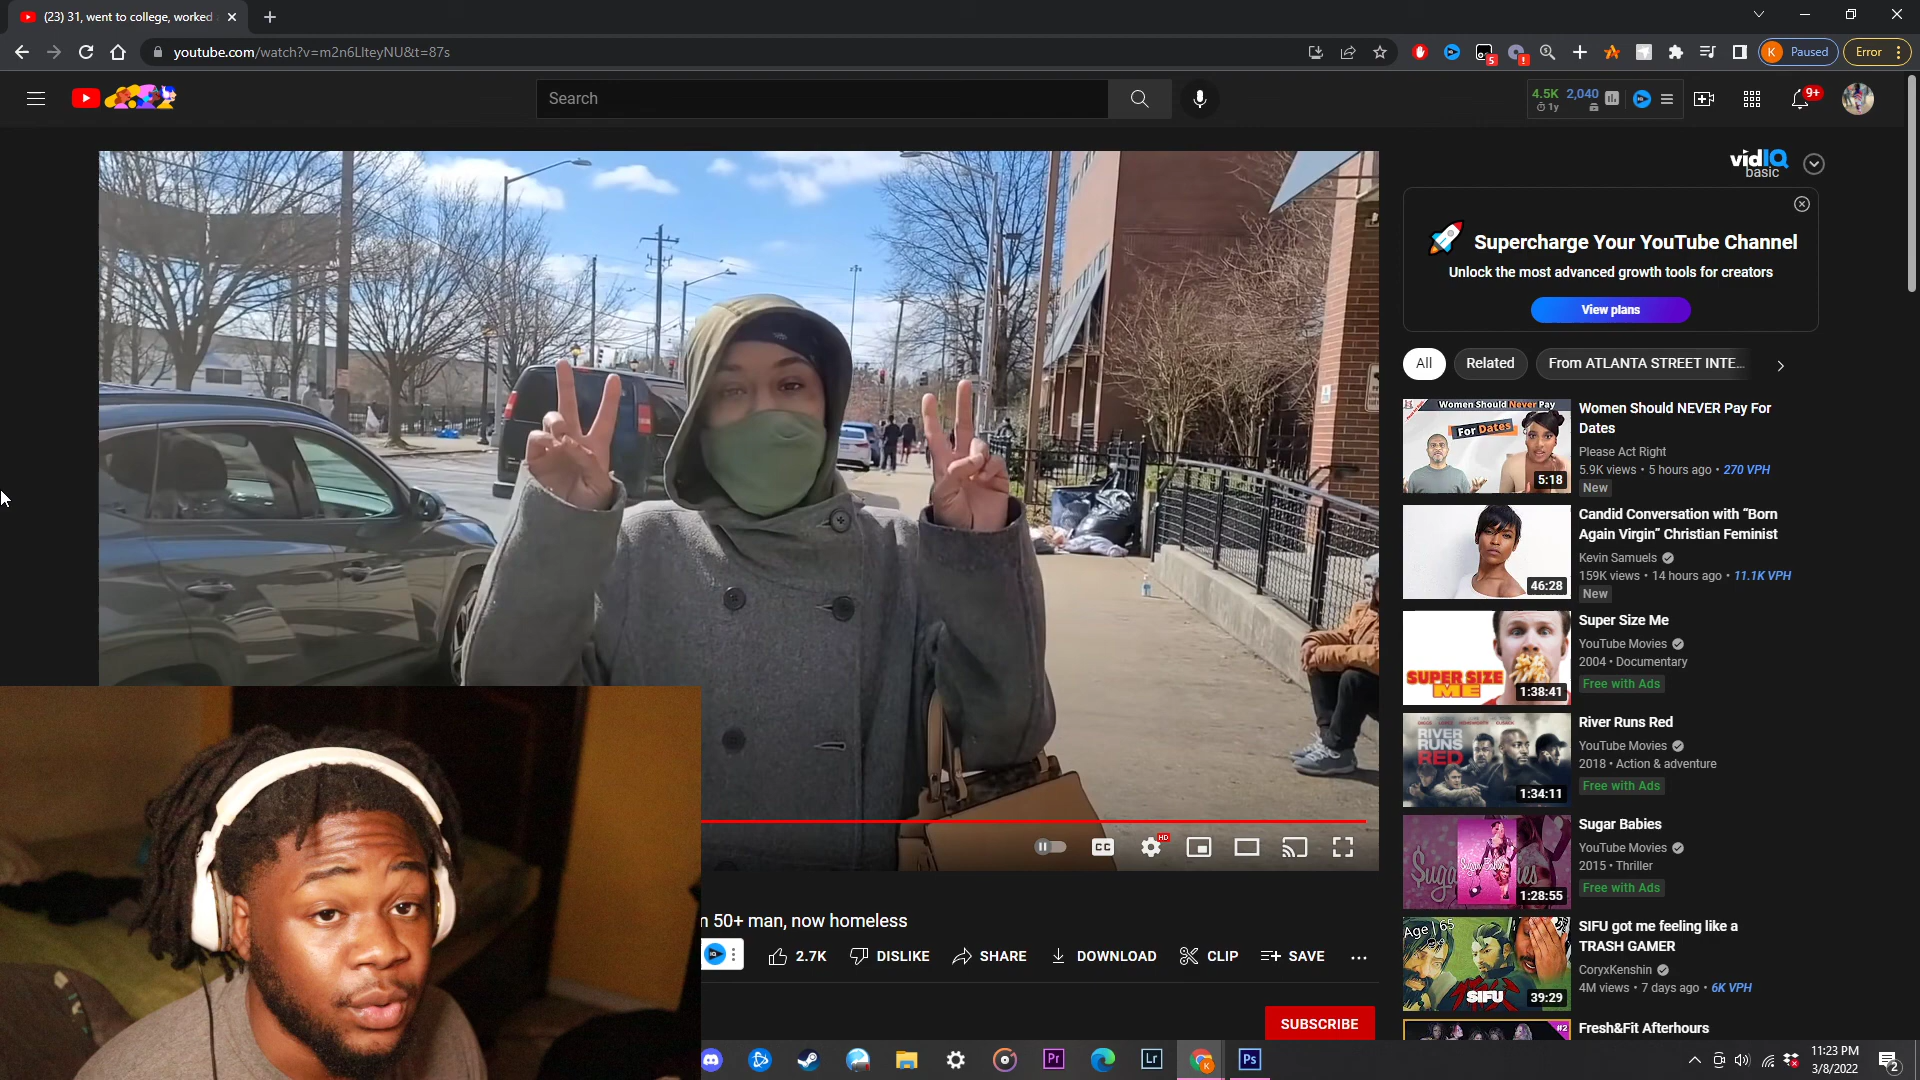 (23) 31, went to college, worked
youtube.com/watch?v=m2n6LIteyNU&t=87s
5
!
K
Paused
Error
Search
4.5K
2,040
1y
9+
vidIQ
basic
Supercharge Your YouTube Channel
Unlock the most advanced growth tools for creators
View plans
All
Related
From ATLANTA STREET INTE...
Women Should Never Pay
For Dates
5:18
Women Should NEVER Pay For
Dates
Please Act Right
5.9K views • 5 hours ago • 270 VPH
New
46:28
Candid Conversation with “Born
Again Virgin” Christian Feminist
Kevin Samuels
159K views • 14 hours ago • 11.1K VPH
New
SUPER SIZE
ME
1:38:41
Super Size Me
YouTube Movies
2004 • Documentary
Free with Ads
RIVER
RUNS
RED
1:34:11
River Runs Red
YouTube Movies
2018 • Action & adventure
Free with Ads
1:28:55
Sugar Babies
YouTube Movies
2015 • Thriller
Free with Ads
Age | 65
SIFU
39:29
SIFU got me feeling like a
TRASH GAMER
CoryxKenshin
4M views • 7 days ago • 6K VPH
#2
Fresh&Fit Afterhours
CC
HD
50+ man, now homeless
2.7K
DISLIKE
SHARE
DOWNLOAD
CLIP
SAVE
SUBSCRIBE
Pr
Lr
K
Ps
11:23 PM
3/8/2022
2